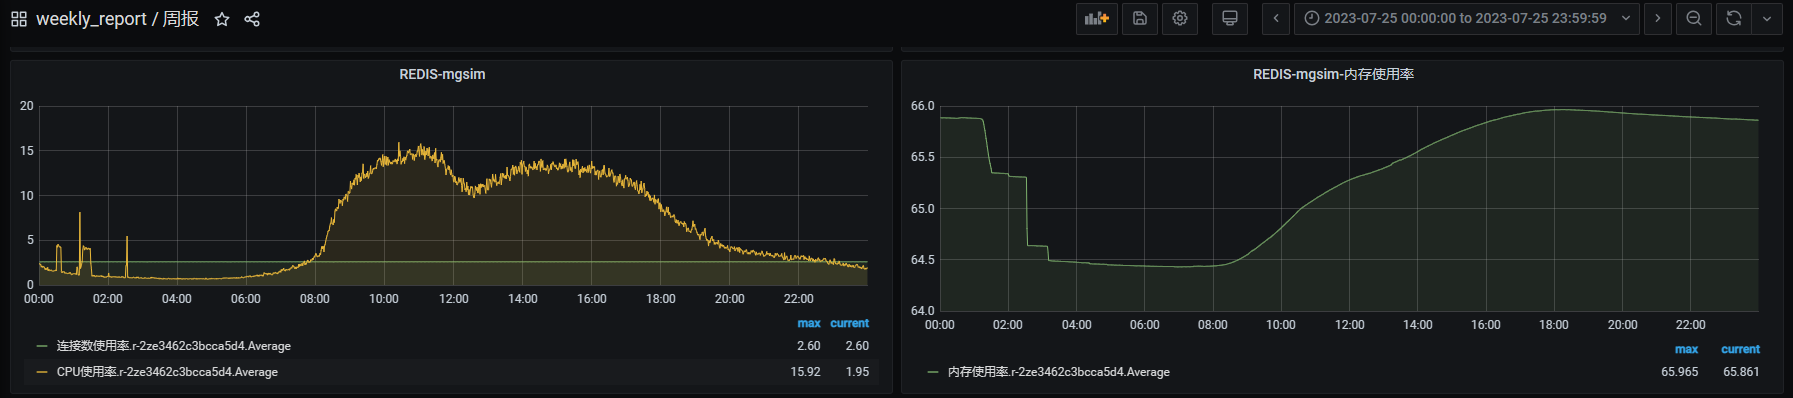 weekly_report / 周报
2023-07-25 00:00:00 to 2023-07-25 23:59:59
REDIS-mgsim
20
15
10
5
0
00:00 02:00 04:00 06:00 08:00 10:00 12:00 14:00 16:00 18:00 20:00 22:00
max current
连接数使用率.r-2ze3462c3bcca5d4.Average 2.60 2.60
CPU使用率.r-2ze3462c3bcca5d4.Average 15.92 1.95
REDIS-mgsim-内存使用率
66.0
65.5
65.0
64.5
64.0
00:00 02:00 04:00 06:00 08:00 10:00 12:00 14:00 16:00 18:00 20:00 22:00
max current
内存使用率.r-2ze3462c3bcca5d4.Average 65.965 65.861